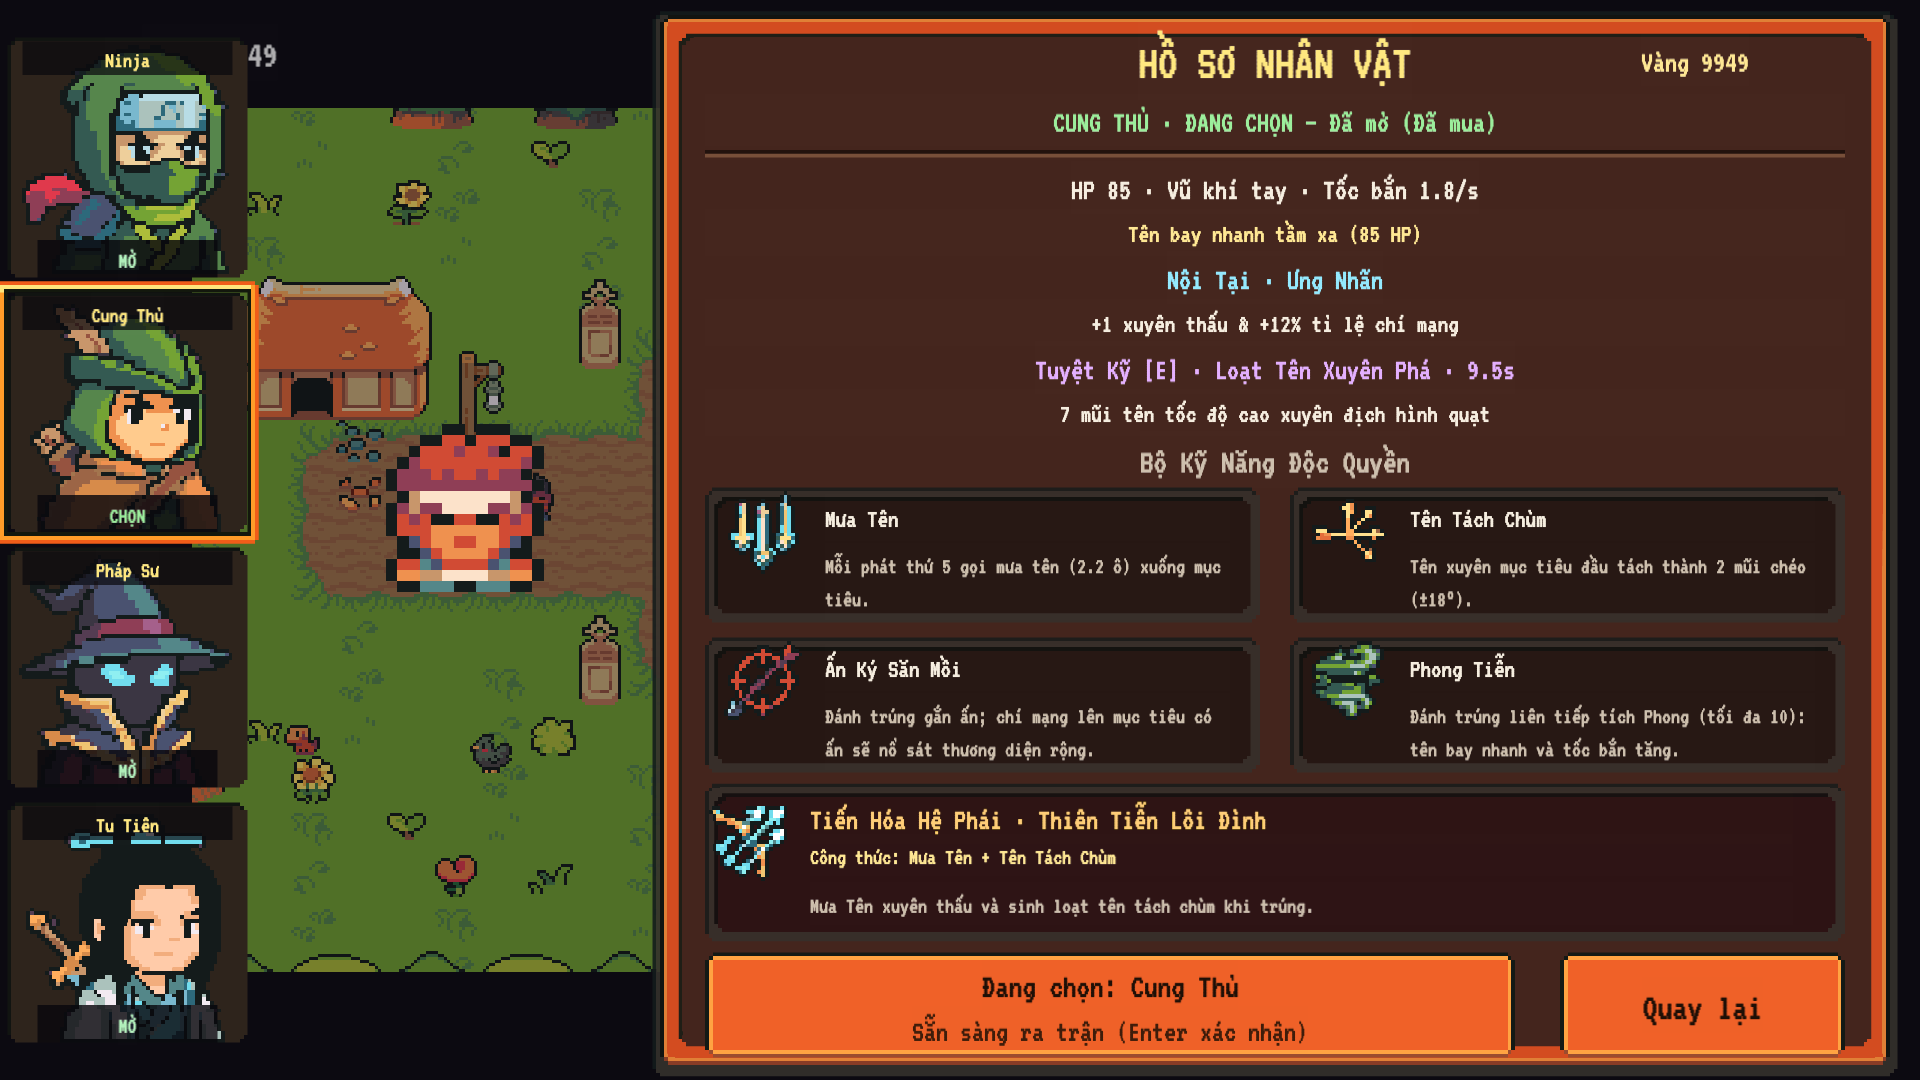 49
Ninja
MỞ
Cung Thủ
CHỌN
Pháp Sư
MỞ
Tu Tiên
MỞ
HỒ SƠ NHÂN VẬT
Vàng 9949
CUNG THỦ · ĐANG CHỌN - Đã mở (Đã mua)
HP 85 · Vũ khí tay · Tốc bắn 1.8/s
Tên bay nhanh tầm xa (85 HP)
Nội Tại · Ưng Nhãn
+1 xuyên thấu & +12% tỉ lệ chí mạng
Tuyệt Kỹ [E] · Loạt Tên Xuyên Phá · 9.5s
7 mũi tên tốc độ cao xuyên địch hình quạt
Bộ Kỹ Năng Độc Quyền
Mưa Tên
Mỗi phát thứ 5 gọi mưa tên (2.2 ô) xuống mục
tiêu.
Tên Tách Chùm
Tên xuyên mục tiêu đầu tách thành 2 mũi chéo
(±18°).
Ấn Ký Săn Mồi
Đánh trúng gắn ấn; chí mạng lên mục tiêu có
ấn sẽ nổ sát thương diện rộng.
Phong Tiễn
Đánh trúng liên tiếp tích Phong (tối đa 10):
tên bay nhanh và tốc bắn tăng.
Tiến Hóa Hệ Phái · Thiên Tiễn Lôi Đình
Công thức: Mưa Tên + Tên Tách Chùm
Mưa Tên xuyên thấu và sinh loạt tên tách chùm khi trúng.
Đang chọn: Cung Thủ
Sẵn sàng ra trận (Enter xác nhận)
Quay lại